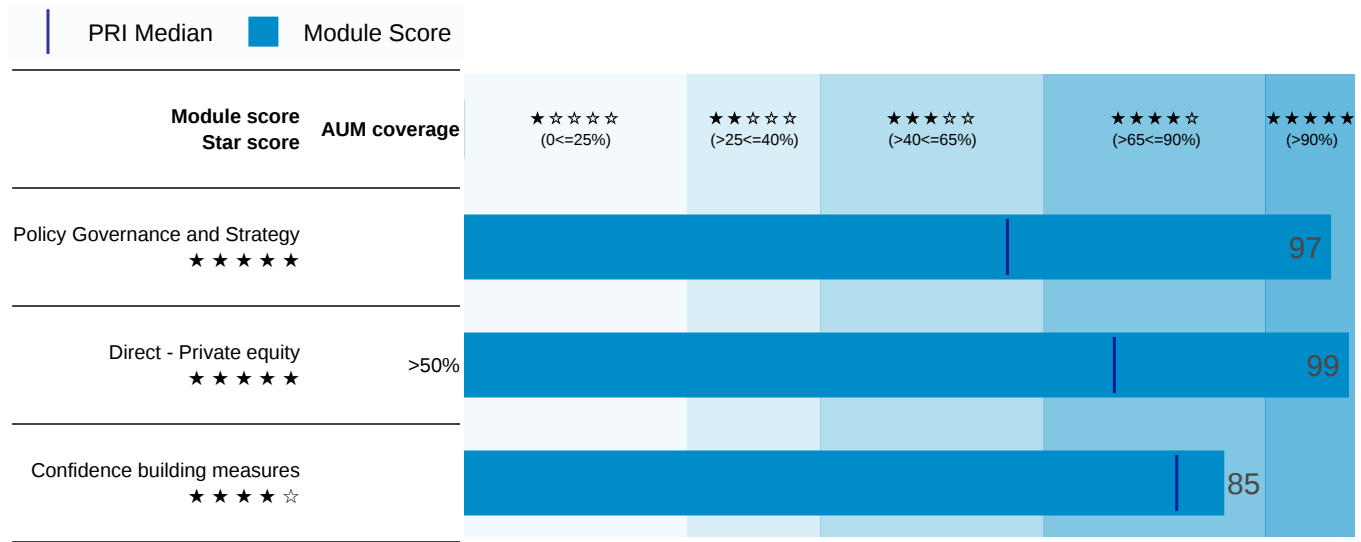 PRI Median Module Score
Module score
Star score
AUM coverage
★☆☆☆☆
(0<=25%)
★★☆☆☆
(>25<=40%)
★★★☆☆
(>40<=65%)
★★★★☆
(>65<=90%)
★★★★★
(>90%)
Policy Governance and Strategy
★★★★★
97
Direct - Private equity
★★★★★
>50%
99
Confidence building measures
★★★★☆
85